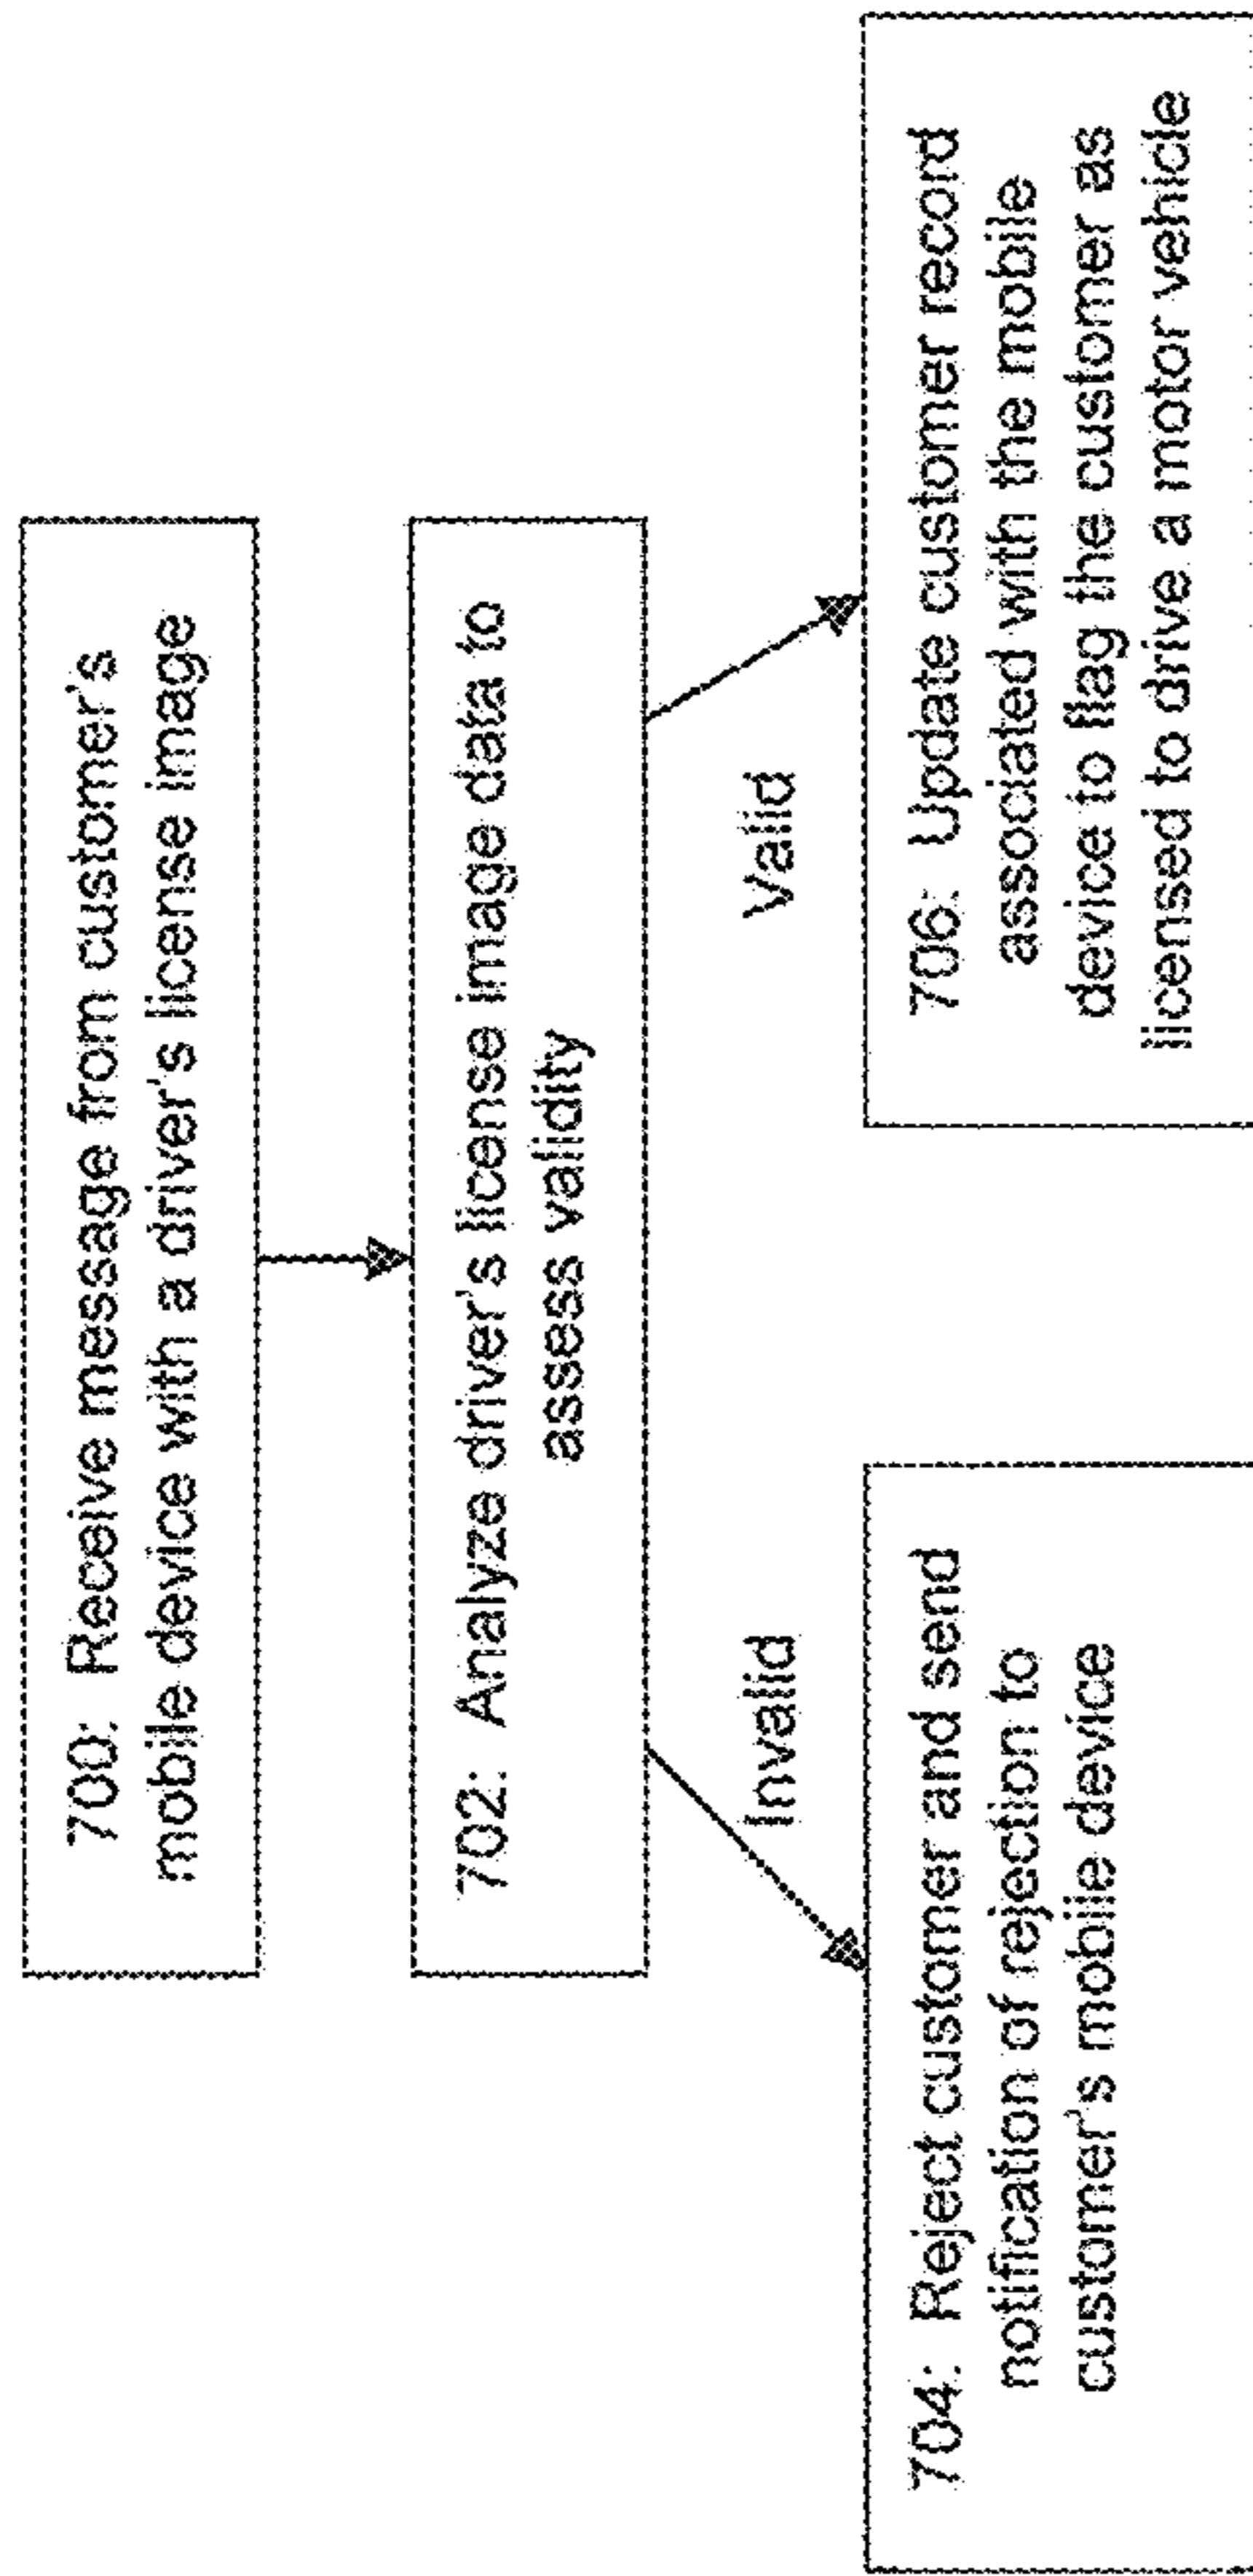 700: Receive message from customer's
mobile device with a driver's license image
702: Analyze driver's license image data to
assess validity
Invalid
Valid
704: Reject customer and send
notification of rejection to
customer's mobile device
706: Update customer record
associated with the mobile
device to flag the customer as
licensed to drive a motor vehicle